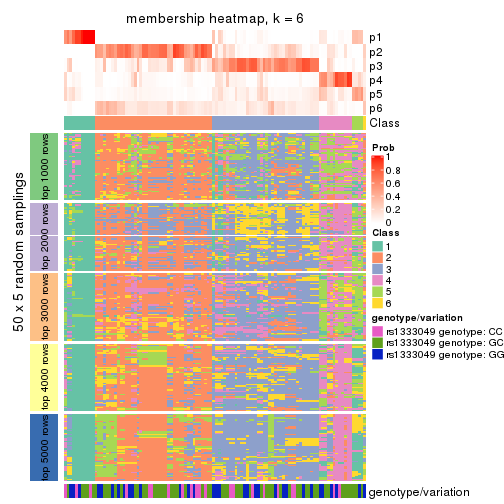 membership heatmap, k = 6
p1
p2
p3
p4
p5
p6
Class
50 x 5 random samplings
top 1000 rows
top 2000 rows
top 3000 rows
top 4000 rows
top 5000 rows
Prob
1
0.8
0.6
0.4
0.2
0
Class
1
2
3
4
5
6
genotype/variation
rs1333049 genotype: CC
rs1333049 genotype: GC
rs1333049 genotype: GG
genotype/variation